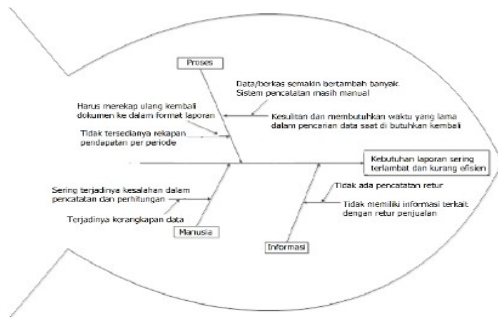 Proses
Data/berkas semakin bertambah banyak.
Sistem pencatatan masih manual
Harus merekap ulang kembali
dokumen ke dalam format laporan
Kesulitan dan membutuhkan waktu yang lama
dalam pencarian data saat di butuhkan kembali
Tidak tersedianya rekapan
pendapatan per periode
Kebutuhan laporan sering
terlambat dan kurang efisien
Sering terjadinya kesalahan dalam
pencatatan dan perhitungan
Tidak ada pencatatan retur
Tidak memiliki informasi terkait
dengan retur penjualan
Terjadinya kerangkapan data
Manusia
Informasi